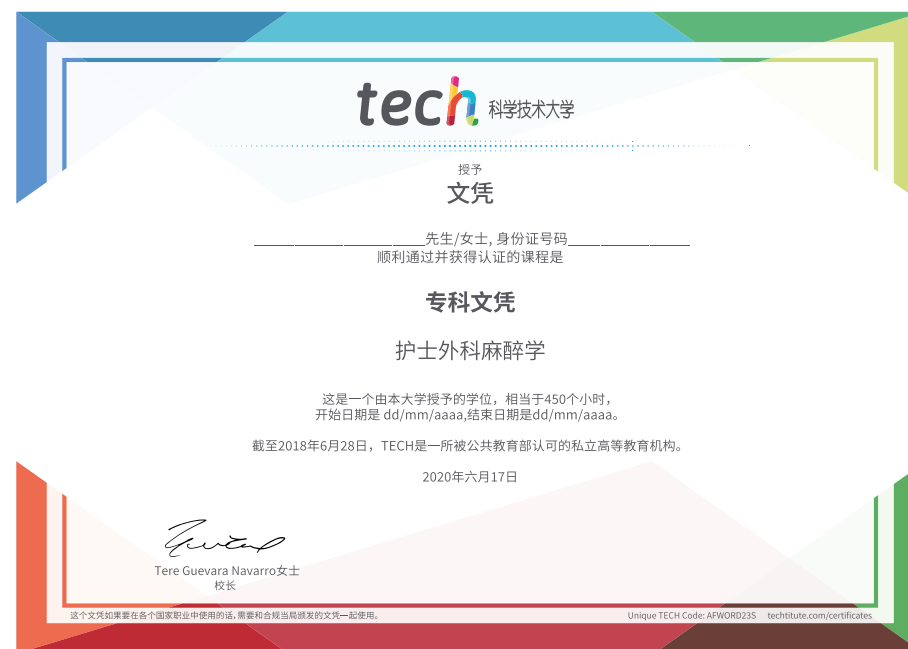 tech 科学技术大学
授予
文凭
先生/女士, 身份证号码
顺利通过并获得认证的课程是
专科文凭
护士外科麻醉学
这是一个由本大学授予的学位，相当于450个小时，
开始日期是 dd/mm/aaaa,结束日期是dd/mm/aaaa。
截至2018年6月28日，TECH是一所被公共教育部认可的私立高等教育机构。
2020年六月17日
Tere Guevara Navarro女士
校长
这个文凭如果要在各个国家职业中使用的话,需要和合规当局颁发的文凭一起使用。
Unique TECH Code: AFWORD23S techtitute.com/certificates